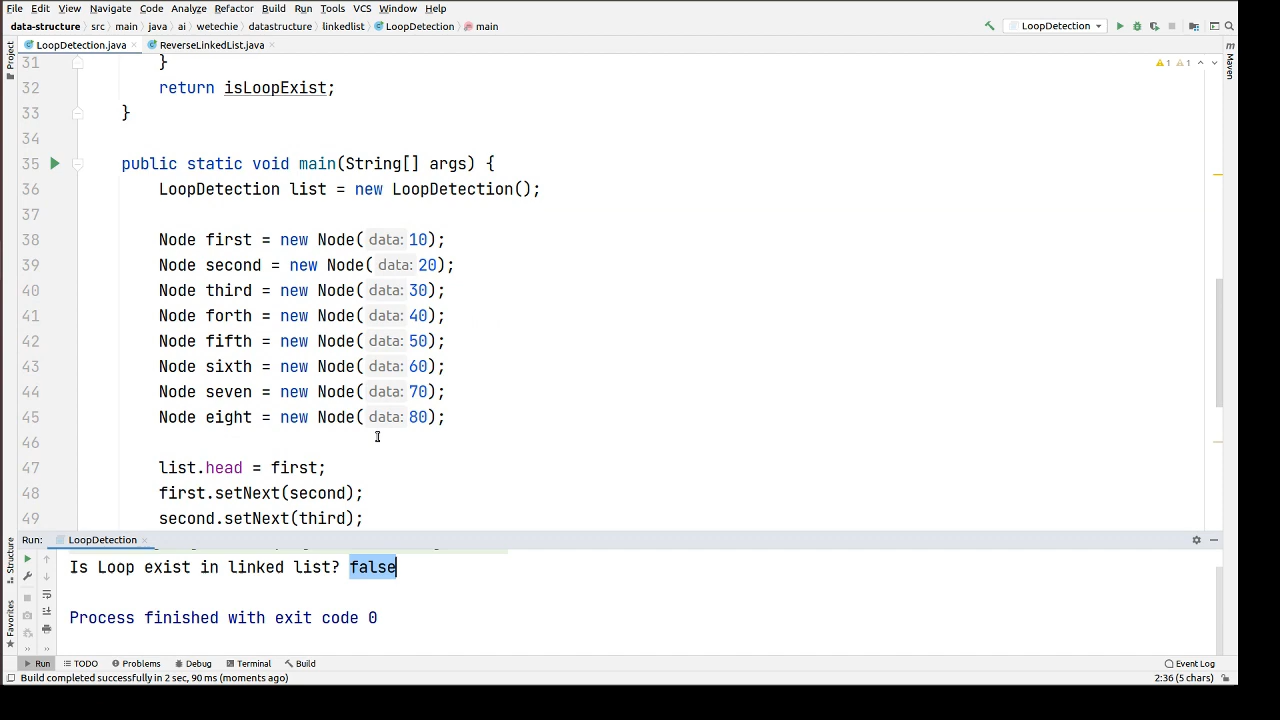 File Edit View Navigate Code Analyze Refactor Build Run Tools VCS Window Help
data-structure src main java ai wetechie datastructure linkedlist LoopDetection main LoopDetection
LoopDetection.java ReverseLinkedList.java
Project
Maven
1 1
31 }
32 return isLoopExist;
33 }
34
35 public static void main(String[] args) {
36 LoopDetection list = new LoopDetection();
37
38 Node first = new Node( data: 10);
39 Node second = new Node( data: 20);
40 Node third = new Node( data: 30);
41 Node forth = new Node( data: 40);
42 Node fifth = new Node( data: 50);
43 Node sixth = new Node( data: 60);
44 Node seven = new Node( data: 70);
45 Node eight = new Node( data: 80);
46
47 list.head = first;
48 first.setNext(second);
49 second.setNext(third);
Run: LoopDetection
Structure
Favorites
Is Loop exist in linked list? false
Process finished with exit code 0
Run TODO Problems Debug Terminal Build Event Log
Build completed successfully in 2 sec, 90 ms (moments ago) 2:36 (5 chars)